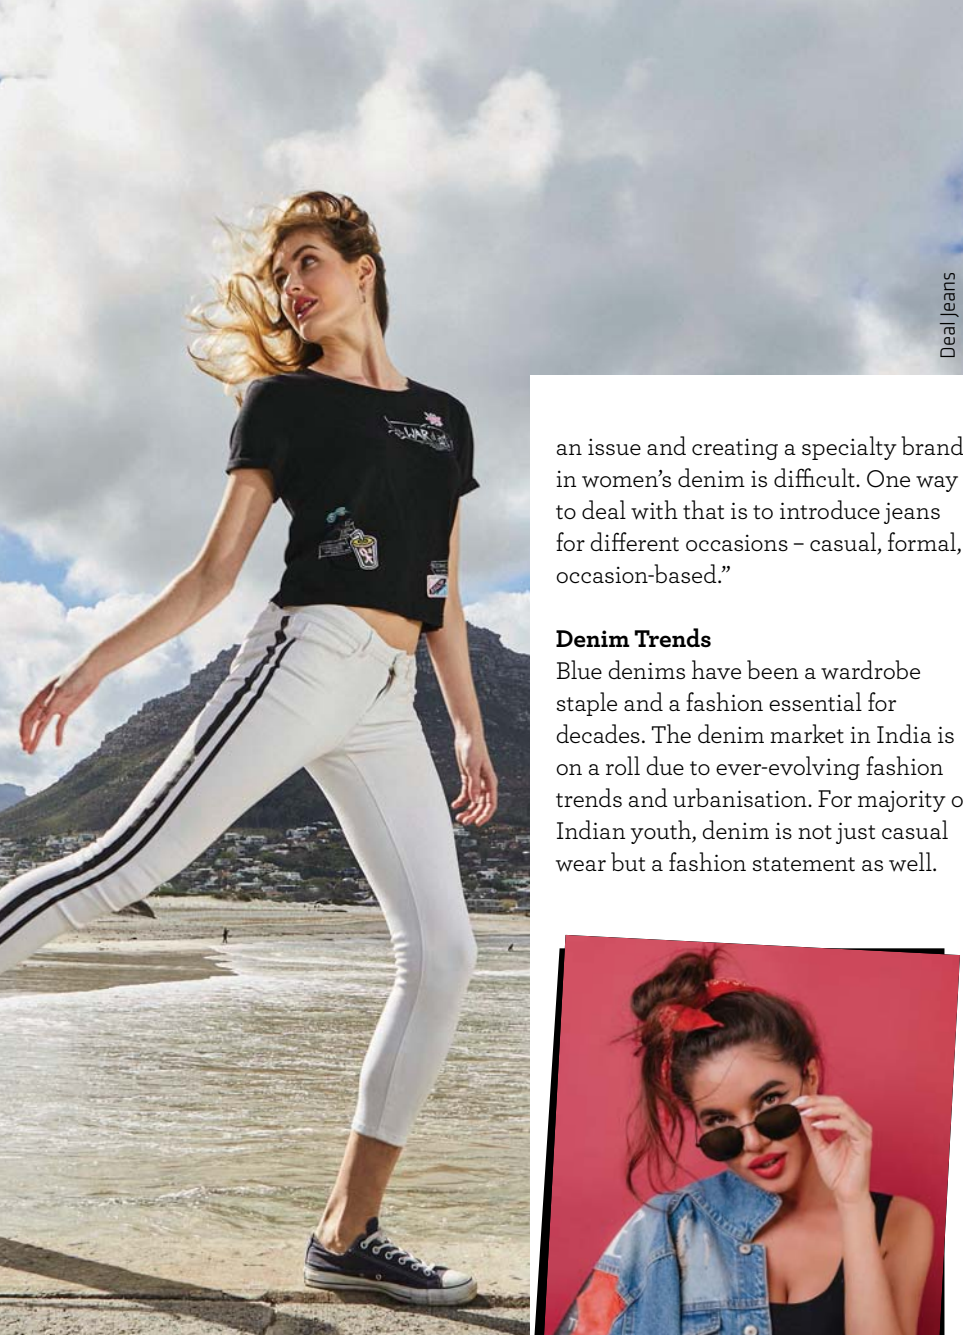 Deal Jeans
WAR
an issue and creating a specialty brand
in women’s denim is difficult. One way
to deal with that is to introduce jeans
for different occasions – casual, formal,
occasion-based.”
Denim Trends
Blue denims have been a wardrobe
staple and a fashion essential for
decades. The denim market in India is
on a roll due to ever-evolving fashion
trends and urbanisation. For majority o
Indian youth, denim is not just casual
wear but a fashion statement as well.